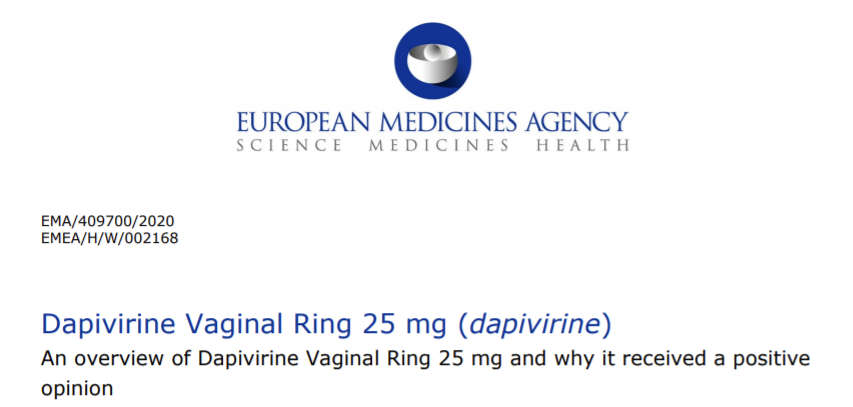 EUROPEAN MEDICINES AGENCY
SCIENCE MEDICINES HEALTH
EMA/409700/2020
EMEA/H/W/002168
Dapivirine Vaginal Ring 25 mg (dapivirine)
An overview of Dapivirine Vaginal Ring 25 mg and why it received a positive
opinion